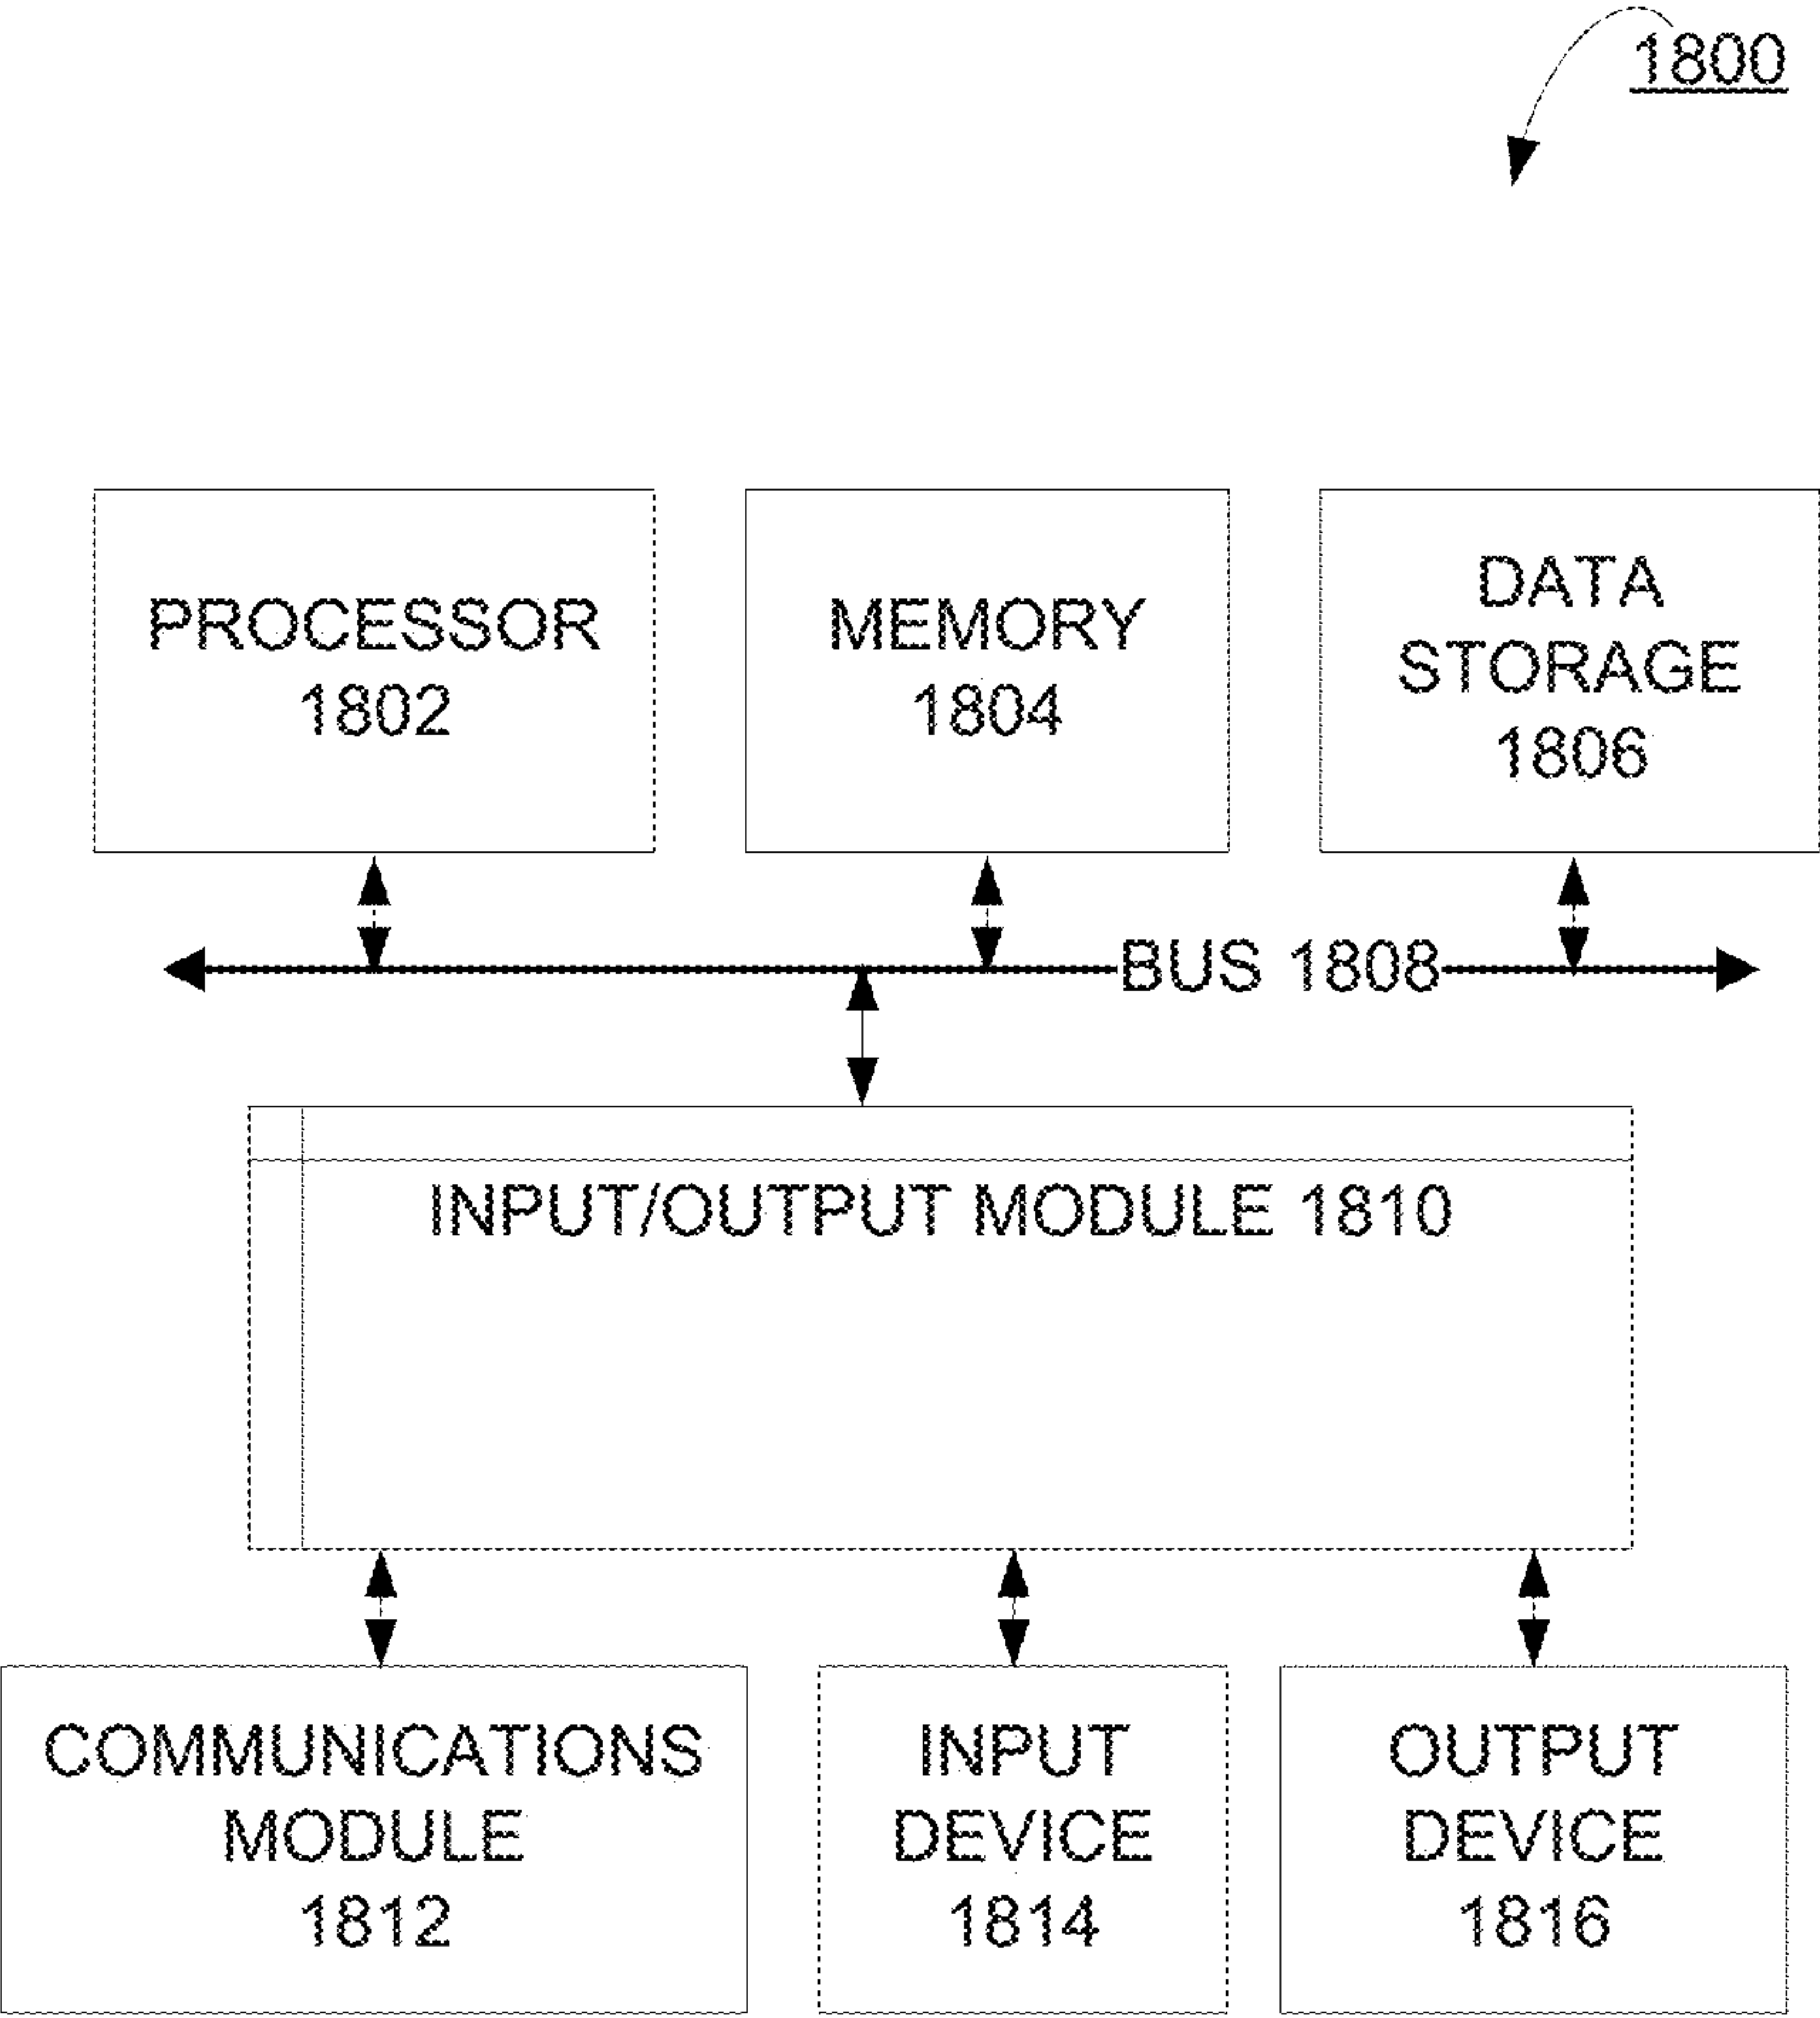 1800
PROCESSOR
1802
MEMORY
1804
DATA
STORAGE
1806
BUS 1808
INPUT/OUTPUT MODULE 1810
COMMUNICATIONS
MODULE
1812
INPUT
DEVICE
1814
OUTPUT
DEVICE
1816